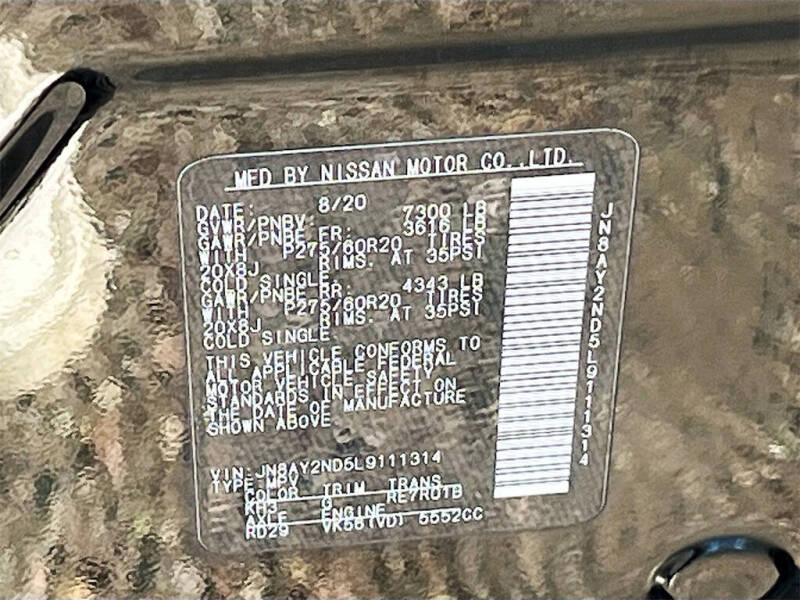 MFD BY NISSAN MOTOR CO.,LTD.
DATE: 8/20
GVWR/PNBV: 7300 LB
GAWR/PNBE FR: 3616 LB
WITH P275/60R20 TIRES
20X8J RIMS. AT 35PSI
COLD SINGLE
GAWR/PNBE RR: 4343 LB
WITH P275/60R20 TIRES
20X8J RIMS. AT 35PSI
COLD SINGLE
THIS VEHICLE CONFORMS TO
ALL APPLICABLE FEDERAL
MOTOR VEHICLE SAFETY
STANDARDS IN EFFECT ON
THE DATE OF MANUFACTURE
SHOWN ABOVE
VIN:JN8AY2ND5L9111314
TYPE:MPV
COLOR TRIM TRANS
KH3 G RE7R01B
AXLE ENGINE
RD29 VK56(VD) 5552CC
JN8AY2ND5L9111314